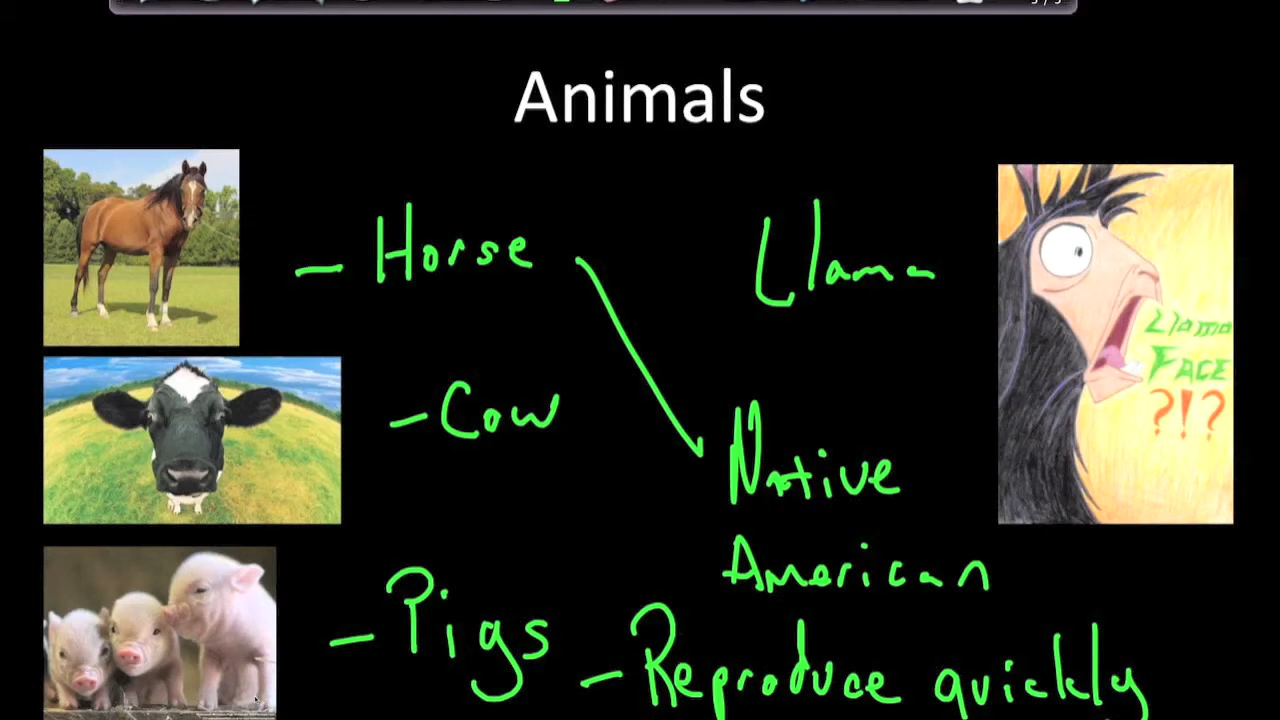 Animals
- Horse
Llama
Llama
FACE
?!?
- Cow
Native
American
- Pigs
- Reproduce quickly